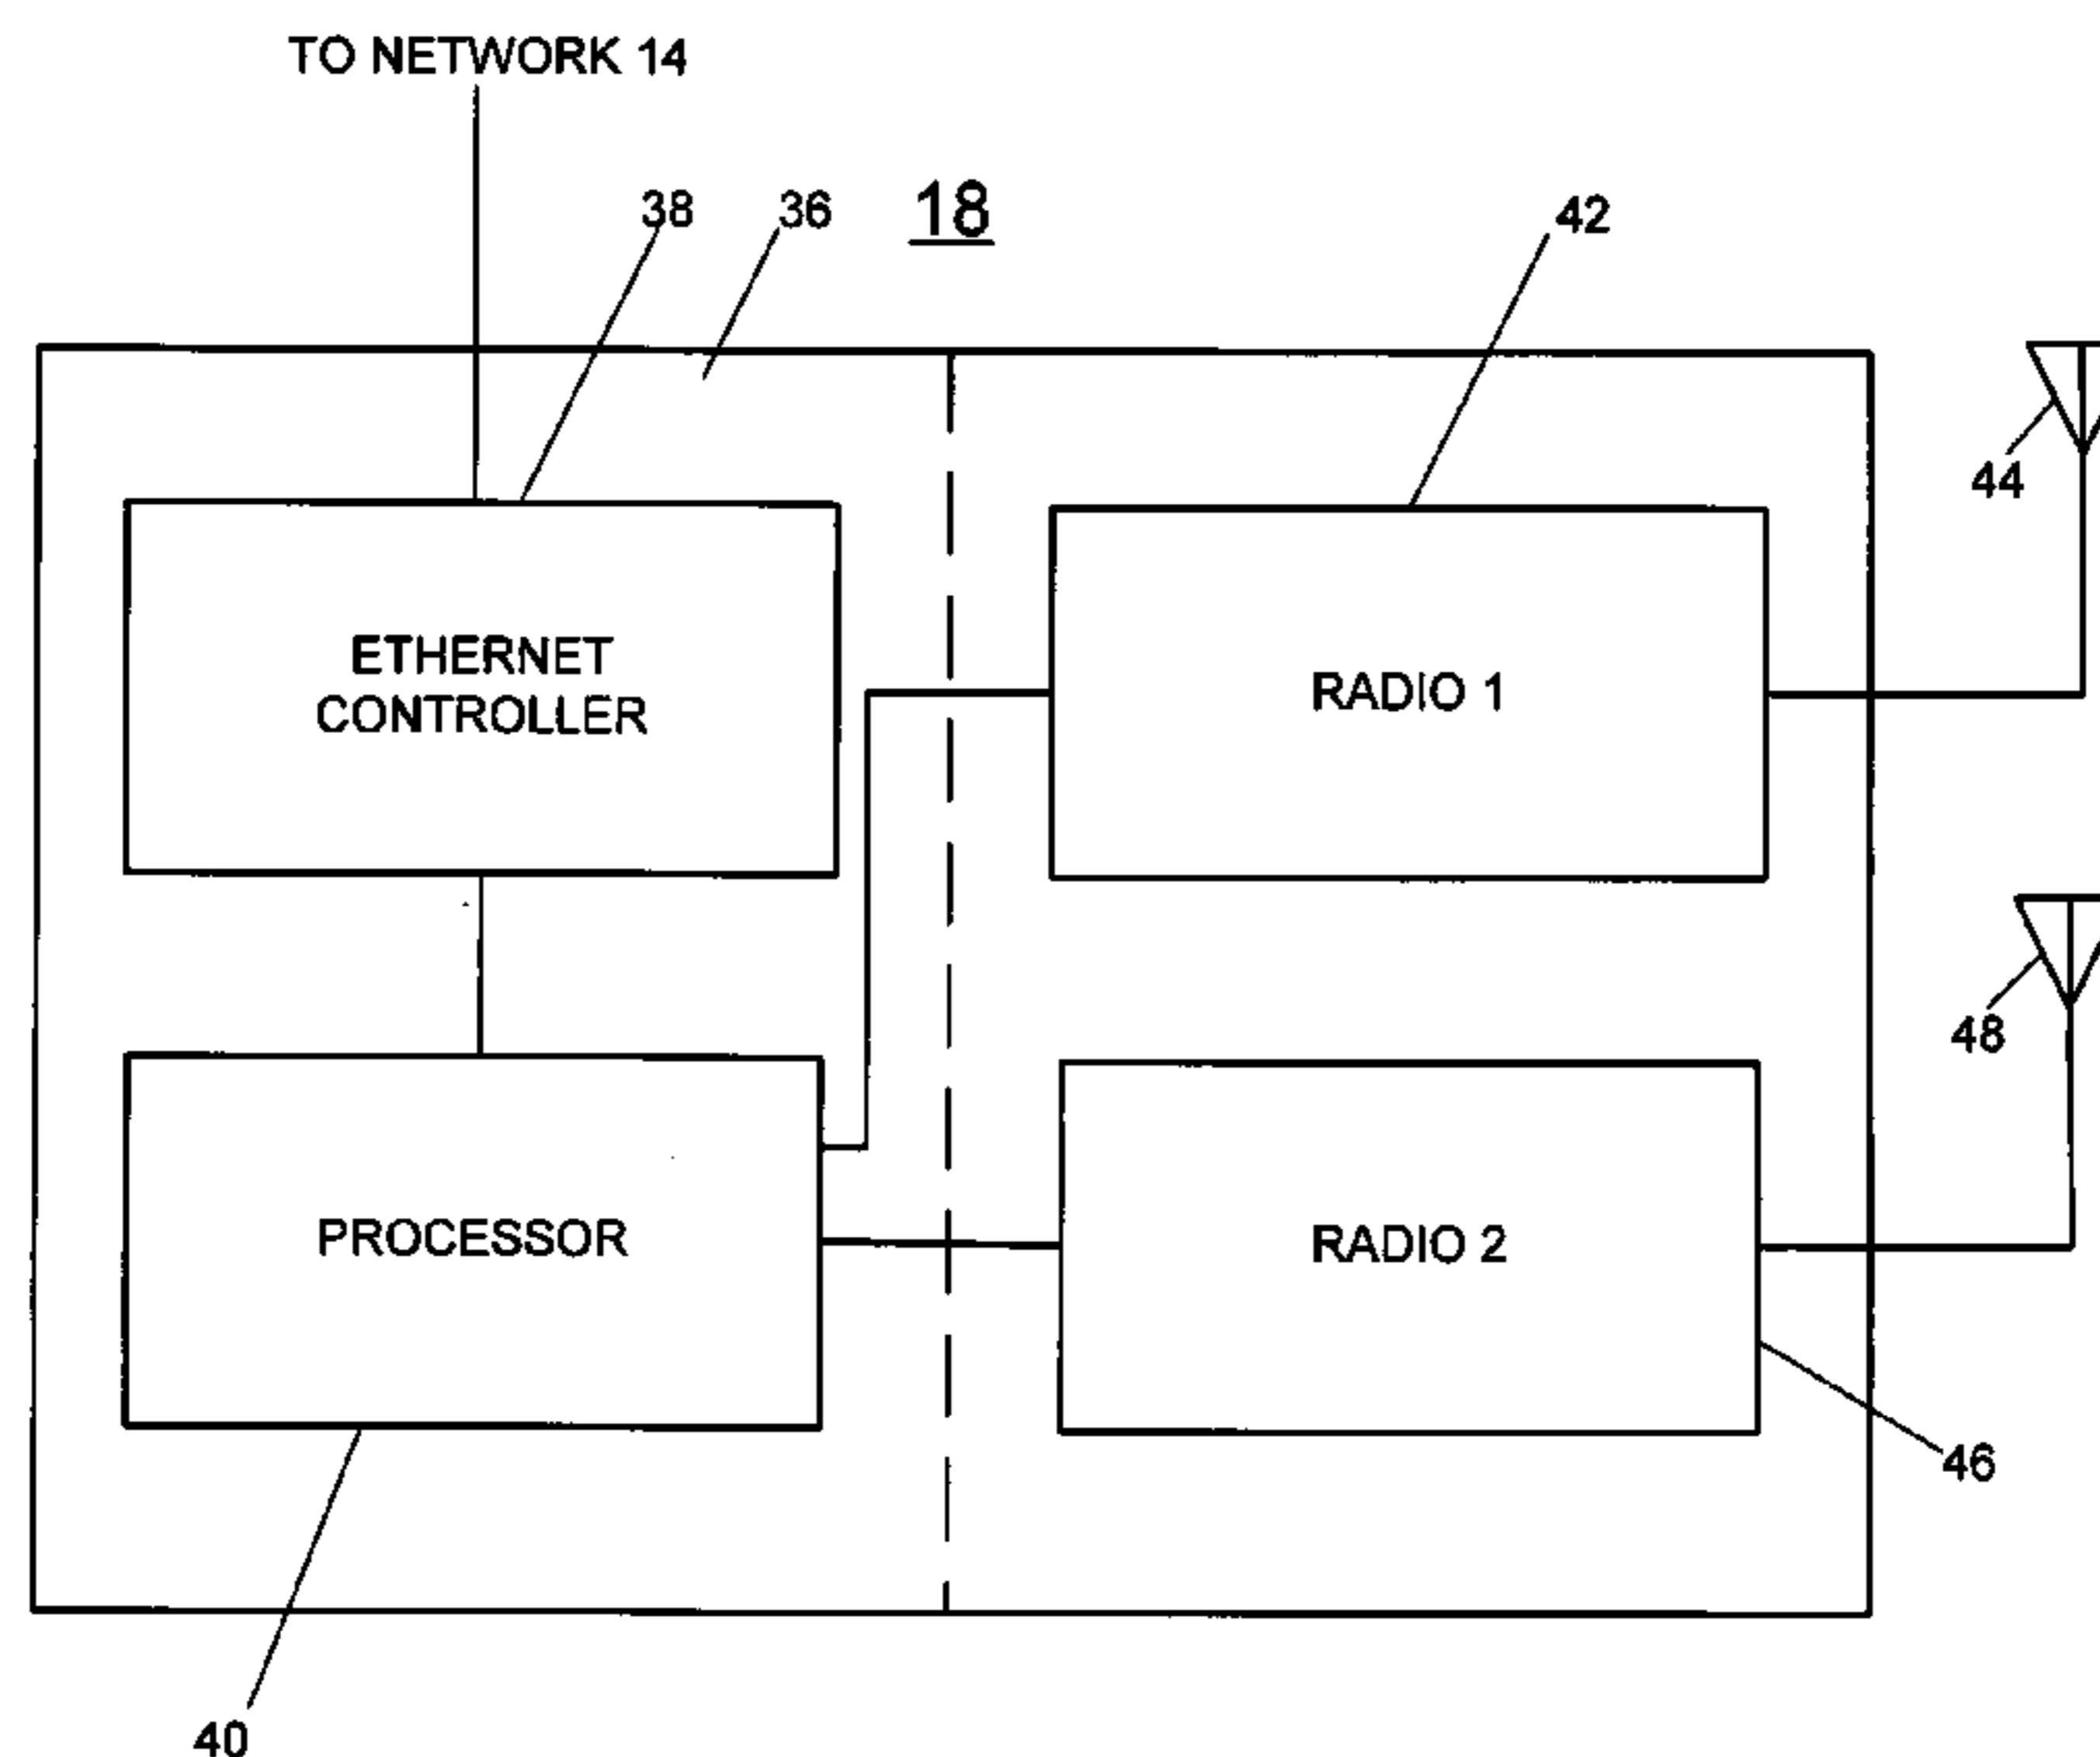 TO NETWORK 14
38
36
18
42
44
ETHERNET
CONTROLLER
RADIO 1
48
PROCESSOR
RADIO 2
46
40